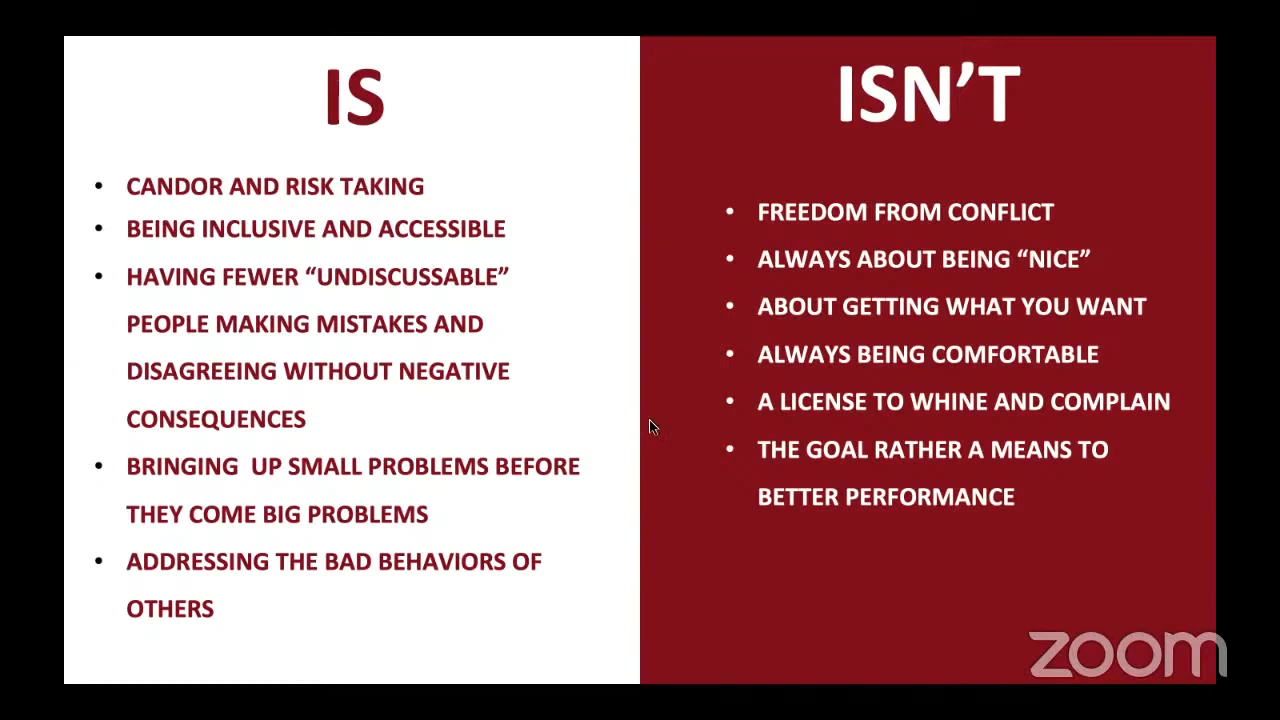 IS
• CANDOR AND RISK TAKING
• BEING INCLUSIVE AND ACCESSIBLE
• HAVING FEWER “UNDISCUSSABLE”
PEOPLE MAKING MISTAKES AND
DISAGREEING WITHOUT NEGATIVE
CONSEQUENCES
• BRINGING  UP SMALL PROBLEMS BEFORE
THEY COME BIG PROBLEMS
• ADDRESSING THE BAD BEHAVIORS OF
OTHERS
ISN’T
• FREEDOM FROM CONFLICT
• ALWAYS ABOUT BEING “NICE”
• ABOUT GETTING WHAT YOU WANT
• ALWAYS BEING COMFORTABLE
• A LICENSE TO WHINE AND COMPLAIN
• THE GOAL RATHER A MEANS TO
BETTER PERFORMANCE
zoom